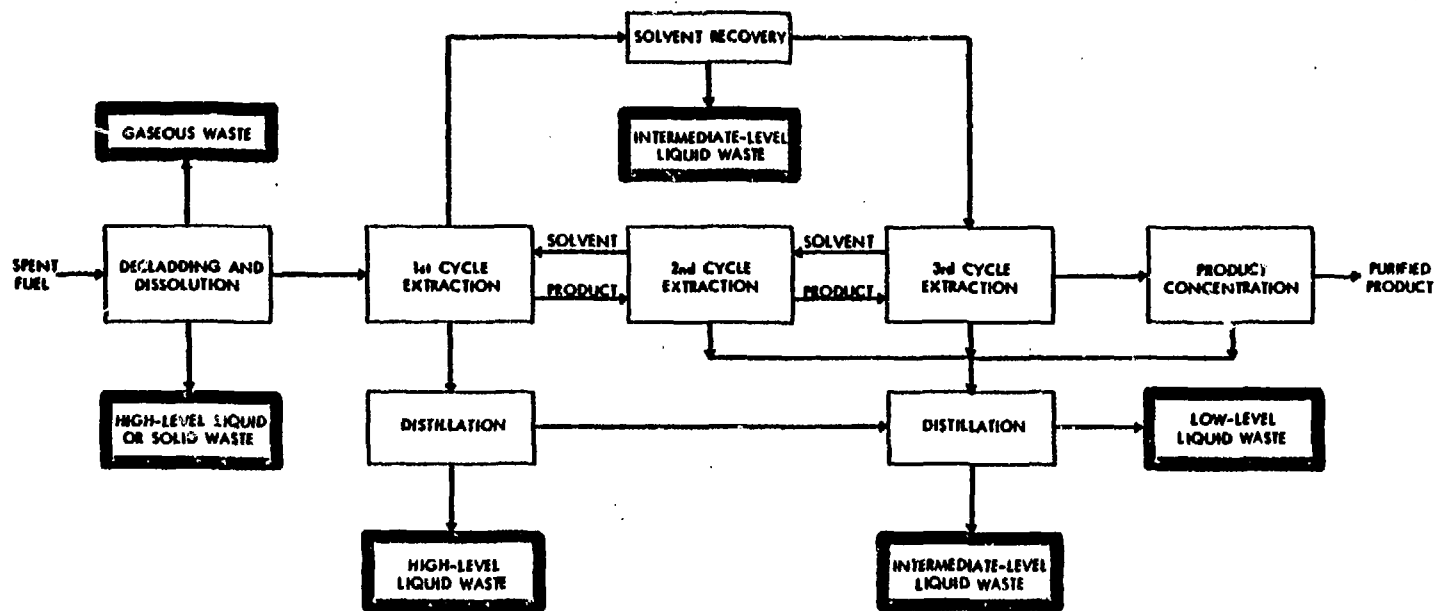 SOLVENT RECOVERY
GASEOUS WASTE
INTERMEDIATE-LEVEL
LIQUID WASTE
SPENT
FUEL
DECLADDING AND
DISSOLUTION
1st CYCLE
EXTRACTION
SOLVENT
PRODUCT
2nd CYCLE
EXTRACTION
SOLVENT
PRODUCT
3rd CYCLE
EXTRACTION
PRODUCT
CONCENTRATION
PURIFIED
PRODUCT
HIGH-LEVEL LIQUID
OR SOLID WASTE
DISTILLATION
DISTILLATION
LOW-LEVEL
LIQUID WASTE
HIGH-LEVEL
LIQUID WASTE
INTERMEDIATE-LEVEL
LIQUID WASTE